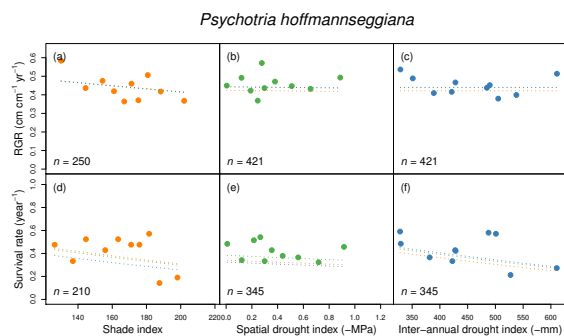 Psychotria hoffmannseggiana
RGR (cm cm⁻¹ yr⁻¹)
0.0 0.1 0.2 0.3 0.4 0.5 0.6
(a)
n = 250
(b)
n = 421
(c)
n = 421
Survival rate (year⁻¹)
0.0 0.2 0.4 0.6 0.8 1.0
(d)
n = 210
(e)
n = 345
(f)
n = 345
140 160 180 200 220
0.0 0.2 0.4 0.6 0.8 1.0 1.2
350 400 450 500 550 600
Shade index
Spatial drought index (−MPa)
Inter−annual drought index (−mm)